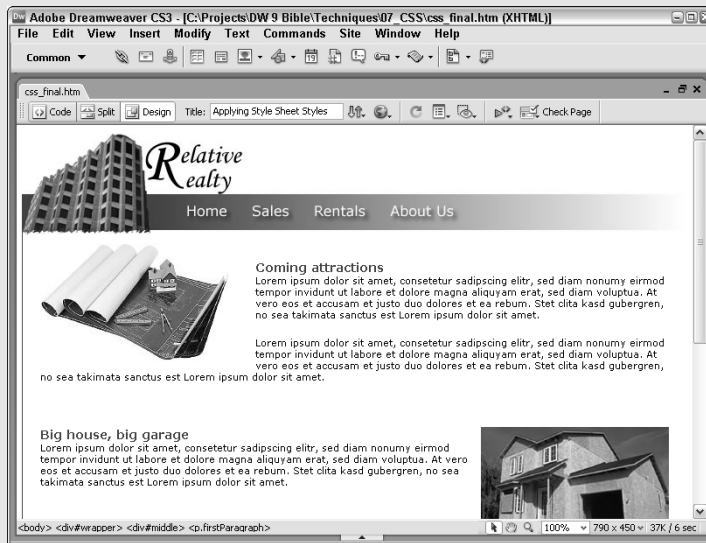 Adobe Dreamweaver CS3 - [C:\Projects\DW 9 Bible\Techniques\07_CSS\css_final.htm (XHTML)]
File Edit View Insert Modify Text Commands Site Window Help
Common
css_final.htm
Code Split Design Title: Applying Style Sheet Styles Check Page
Relative
Realty
Home Sales Rentals About Us
Coming attractions
Lorem ipsum dolor sit amet, consetetur sadipscing elitr, sed diam nonumy eirmod
tempor invidunt ut labore et dolore magna aliquyam erat, sed diam voluptua. At
vero eos et accusam et justo duo dolores et ea rebum. Stet clita kasd gubergren,
no sea takimata sanctus est Lorem ipsum dolor sit amet.
Lorem ipsum dolor sit amet, consetetur sadipscing elitr, sed diam nonumy eirmod
tempor invidunt ut labore et dolore magna aliquyam erat, sed diam voluptua. At
vero eos et accusam et justo duo dolores et ea rebum. Stet clita kasd gubergren,
no sea takimata sanctus est Lorem ipsum dolor sit amet.
Big house, big garage
Lorem ipsum dolor sit amet, consetetur sadipscing elitr, sed diam nonumy eirmod
tempor invidunt ut labore et dolore magna aliquyam erat, sed diam voluptua. At vero
eos et accusam et justo duo dolores et ea rebum. Stet clita kasd gubergren, no sea
takimata sanctus est Lorem ipsum dolor sit amet.
<body> <div#wrapper> <div#middle> <p.firstParagraph> 100% 790 x 450 37K / 6 sec